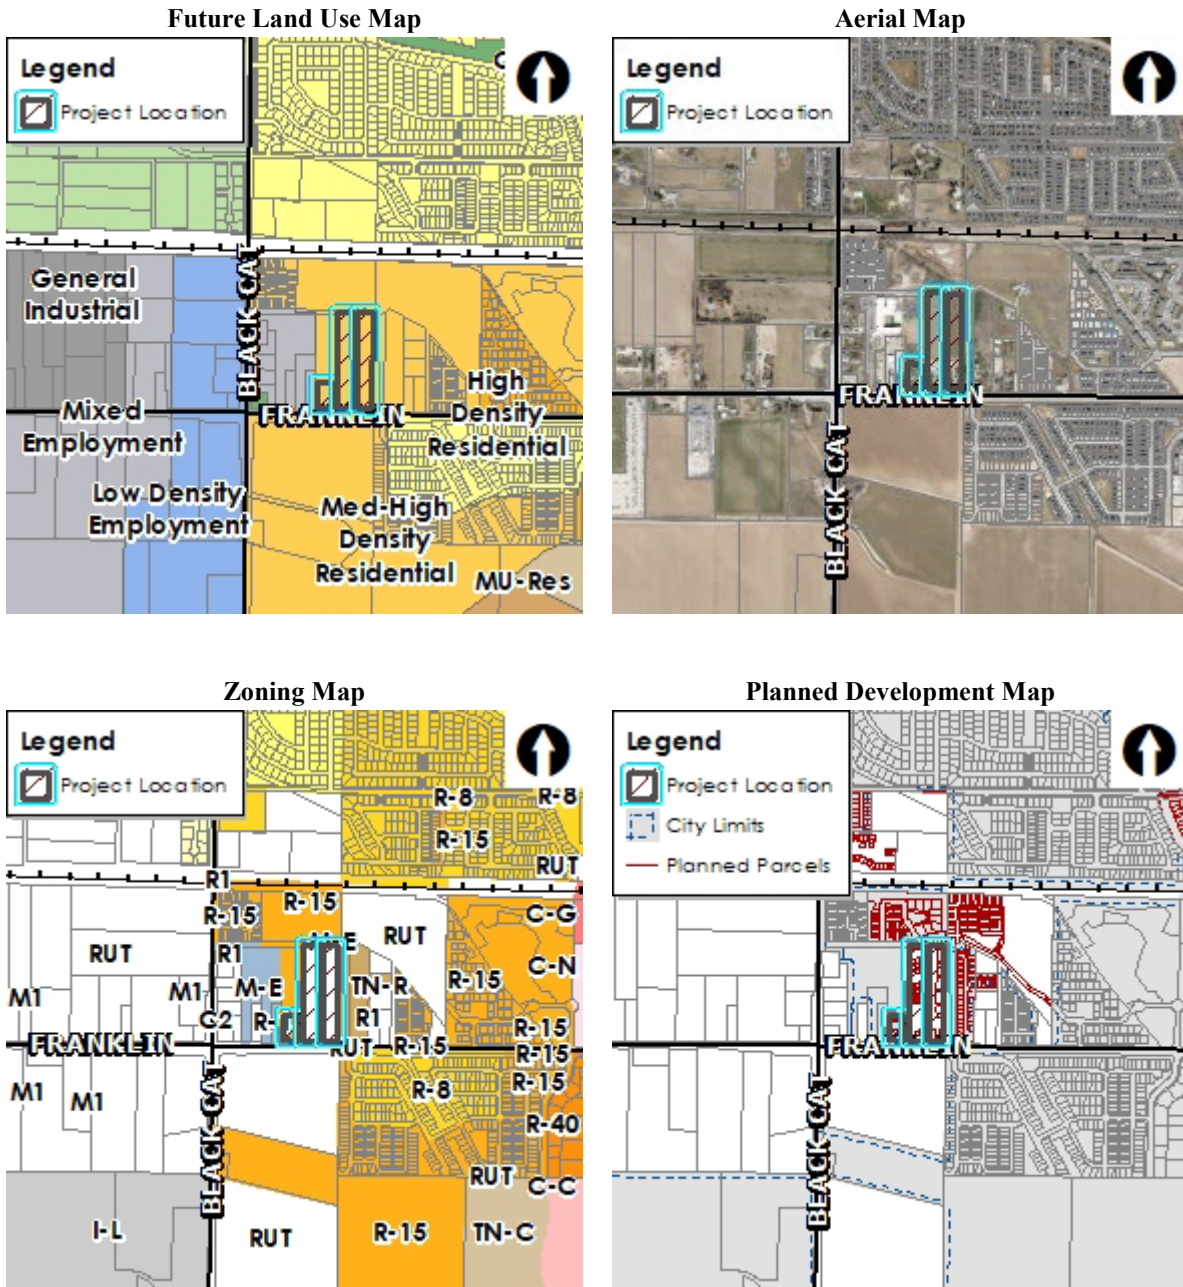 Future Land Use Map
Legend
Project Location
General
Industrial
BLACK-CAT
Mixed
Employment
FRANKLIN
High
Density
Residential
Low Density
Employment
Med-High
Density
Residential
MU-Res
Aerial Map
Legend
Project Location
FRANKLIN
BLACK-CAT
Zoning Map
Legend
Project Location
R-8
R-8
R-15
RUT
R1
R-15
R-15
C-G
RUT
R1
RUT
C-N
M1
M1
M-E
TN-R
R-15
C2
R1
R-15
FRANKLIN
RUT
R-15
R-15
M1
M1
R-8
R-15
R-40
BLACK-CAT
RUT
C-C
I-L
RUT
R-15
TN-C
Planned Development Map
Legend
Project Location
City Limits
Planned Parcels
FRANKLIN
BLACK-CAT